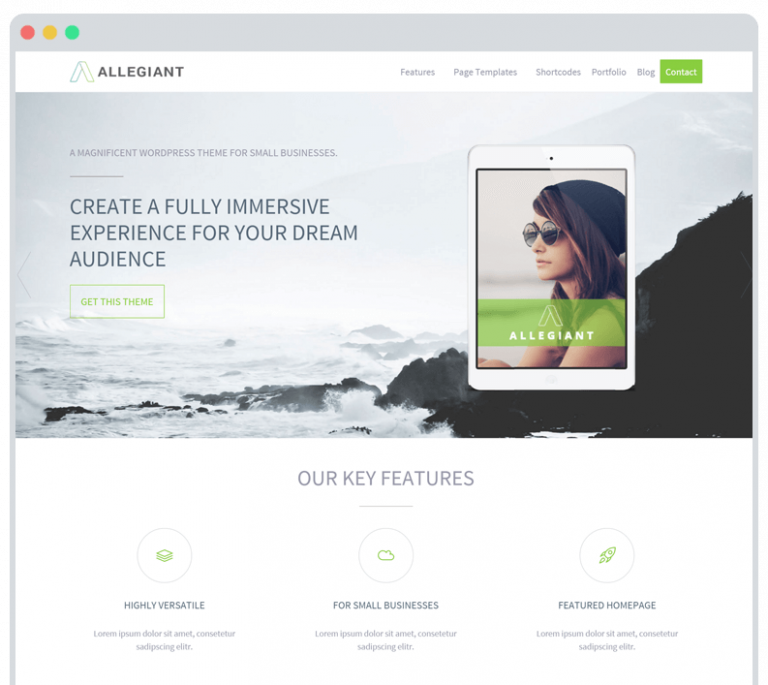 ALLEGIANT
Features Page Templates Shortcodes Portfolio Blog Contact
A MAGNIFICENT WORDPRESS THEME FOR SMALL BUSINESSES.
CREATE A FULLY IMMERSIVE
EXPERIENCE FOR YOUR DREAM
AUDIENCE
GET THIS THEME
ALLEGIANT
OUR KEY FEATURES
HIGHLY VERSATILE
Lorem ipsum dolor sit amet, consetetur
sadipscing elitr.
FOR SMALL BUSINESSES
Lorem ipsum dolor sit amet, consetetur
sadipscing elitr.
FEATURED HOMEPAGE
Lorem ipsum dolor sit amet, consetetur
sadipscing elitr.